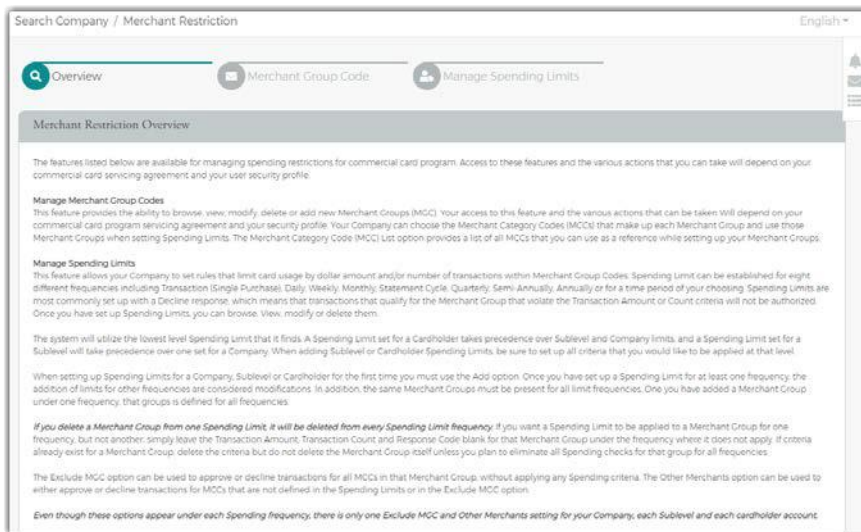 Search Company / Merchant Restriction
English
Overview
Merchant Group Code
Manage Spending Limits
Merchant Restriction Overview
The features listed below are available for managing spending restrictions for commercial card program. Access to these features and the various actions that you can take will depend on your
commercial card servicing agreement and your user security profile.
Manage Merchant Group Codes
This feature provides the ability to browse, view, modify, delete or add new Merchant Groups (MGC). Your access to this feature and the various actions that can be taken Will depend on your
commercial card program servicing agreement and your security profile. Your Company can choose the Merchant Category Codes (MCCs) that make up each Merchant Group and use those
Merchant Groups when setting Spending Limits. The Merchant Category Code (MCC) List option provides a list of all MCCs that you can use as a reference while setting up your Merchant Groups.
Manage Spending Limits
This feature allows your Company to set rules that limit card usage by dollar amount and/or number of transactions within Merchant Group Codes. Spending Limit can be established for eight
different frequencies including Transaction (Single Purchase), Daily, Weekly, Monthly, Statement Cycle, Quarterly, Semi-Annually, Annually or for a time period of your choosing. Spending Limits are
most commonly set up with a Decline response, which means that transactions that qualify for the Merchant Group that violate the Transaction Amount or Count criteria will not be authorized.
Once you have set up Spending Limits, you can browse, View, modify or delete them.
The system will utilize the lowest level Spending Limit that it finds. A Spending Limit set for a Cardholder takes precedence over Sublevel and Company limits, and a Spending Limit set for a
Sublevel will take precedence over one set for a Company. When adding Sublevel or Cardholder Spending Limits, be sure to set up all criteria that you would like to be applied at that level.
When setting up Spending Limits for a Company, Sublevel or Cardholder for the first time you must use the Add option. Once you have set up a Spending Limit for at least one frequency, the
addition of limits for other frequencies are considered modifications. In addition, the same Merchant Groups must be present for all limit frequencies. One you have added a Merchant Group
under one frequency, that groups is defined for all frequencies.
If you delete a Merchant Group from one Spending Limit, it will be deleted from every Spending Limit frequency. If you want a Spending Limit to be applied to a Merchant Group for one
frequency, but not another, simply leave the Transaction Amount, Transaction Count and Response Code blank for that Merchant Group under the frequency where it does not apply. If criteria
already exist for a Merchant Group, delete the criteria but do not delete the Merchant Group itself unless you plan to eliminate all Spending checks for that group for all frequencies.
The Exclude MGC option can be used to approve or decline transactions for all MCCs in that Merchant Group, without applying any Spending criteria. The Other Merchants option can be used to
either approve or decline transactions for MCCs that are not defined in the Spending Limits or in the Exclude MGC option.
Even though these options appear under each Spending frequency, there is only one Exclude MGC and Other Merchants setting for your Company, each Sublevel and each cardholder account.